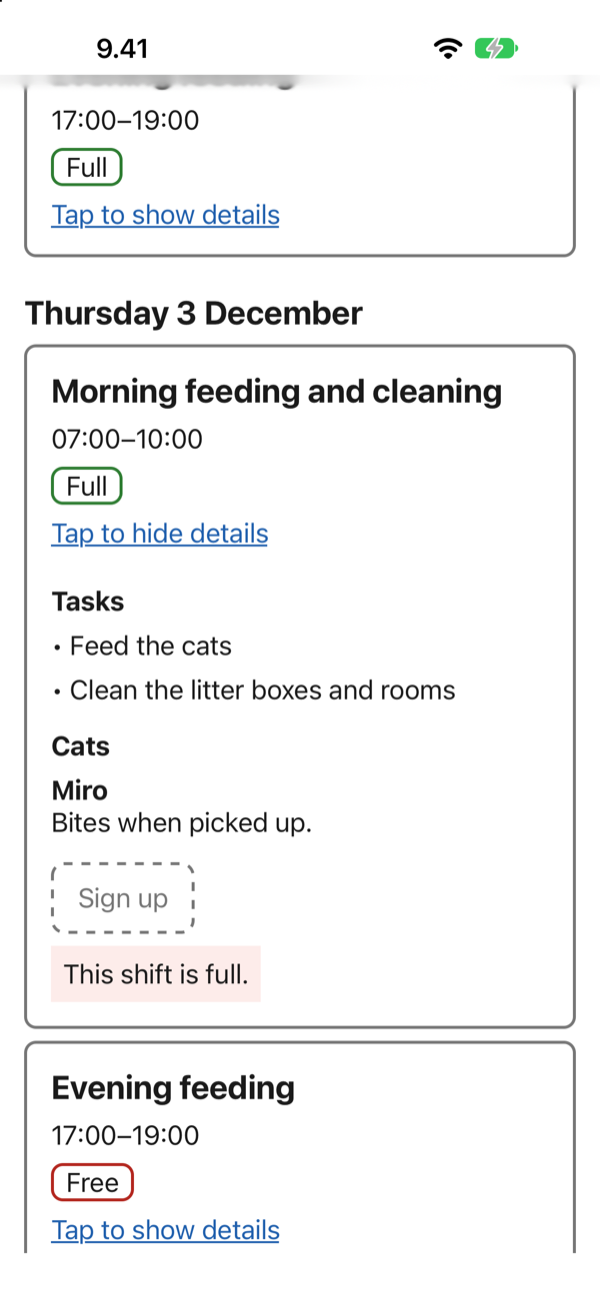 9.41
17:00–19:00
Full
Tap to show details
Thursday 3 December
Morning feeding and cleaning
07:00–10:00
Full
Tap to hide details
Tasks
• Feed the cats
• Clean the litter boxes and rooms
Cats
Miro
Bites when picked up.
Sign up
This shift is full.
Evening feeding
17:00–19:00
Free
Tap to show details